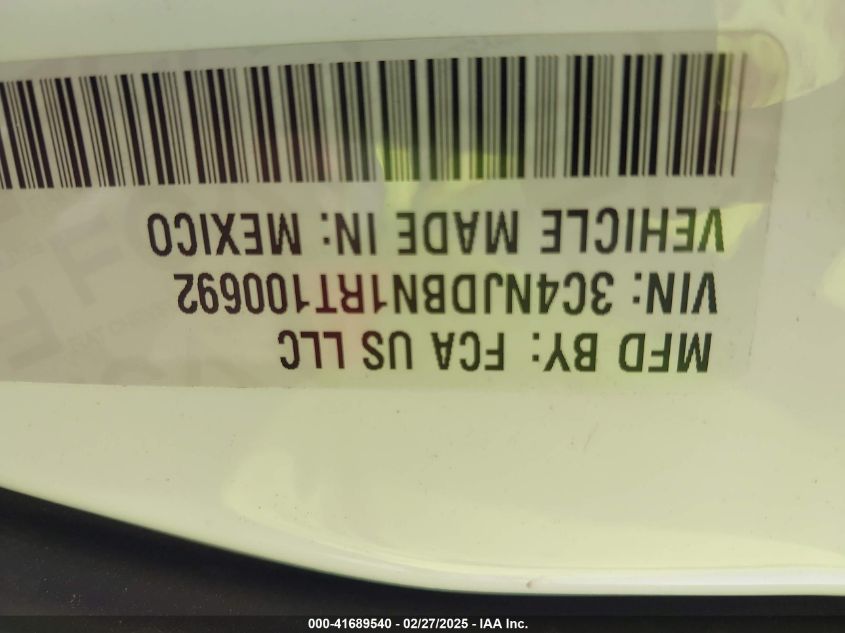 MFD BY: FCA US LLC
VIN: 3C4NJDBN1RT100692
VEHICLE MADE IN: MEXICO
000-41689540 - 02/27/2025 - IAA Inc.